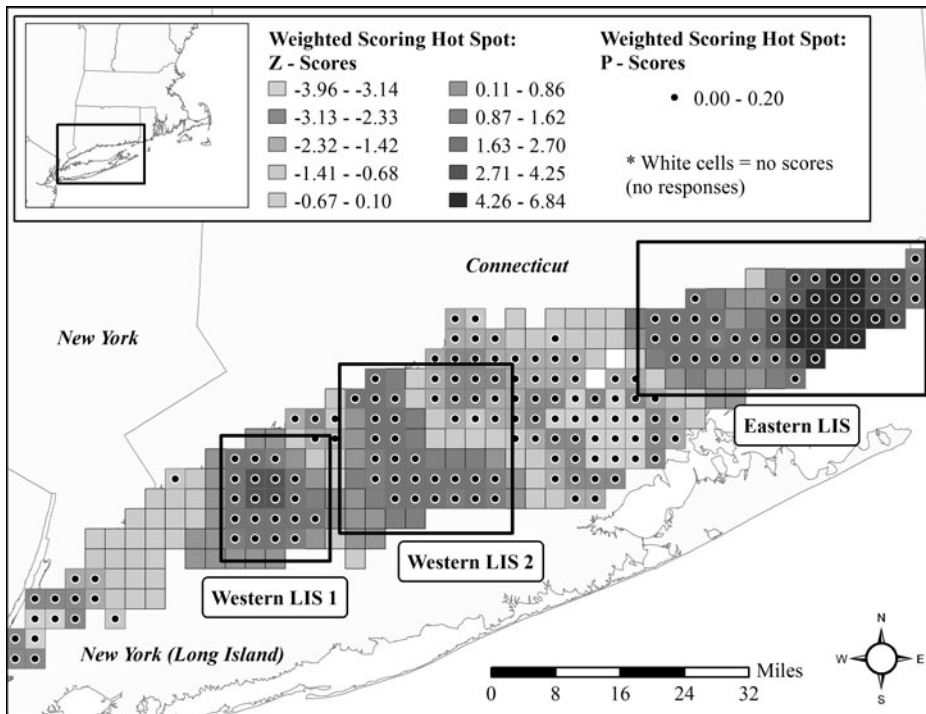 Weighted Scoring Hot Spot:
Z - Scores
-3.96 - -3.14
-3.13 - -2.33
-2.32 - -1.42
-1.41 - -0.68
-0.67 - 0.10
0.11 - 0.86
0.87 - 1.62
1.63 - 2.70
2.71 - 4.25
4.26 - 6.84
Weighted Scoring Hot Spot:
P - Scores
0.00 - 0.20
* White cells = no scores
(no responses)
Connecticut
New York
Eastern LIS
Western LIS 2
Western LIS 1
New York (Long Island)
Miles
0 8 16 24 32
N
W E
S